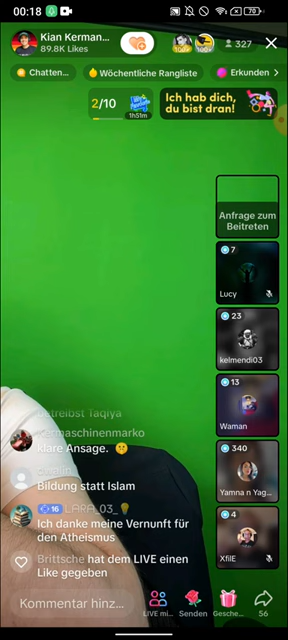 00:18
70
Kian Kerman...
89.8K Likes
100+
100+
327
Chatten...
Wöchentliche Rangliste
Erkunden
2/10
1h51m
Ich hab dich,
du bist dran!
Anfrage zum
Beitreten
7
Lucy
23
kelmendi03
13
Waman
340
Yamna n Yag...
4
XfilE
betreibst Taqiya
klare Ansage.
Bildung statt Islam
16 LARA_03_
Ich danke meine Vernunft für
den Atheismus
Brittsche hat dem LIVE einen
Like gegeben
Kommentar hinz...
LIVE mi...
Senden
Gesche...
56